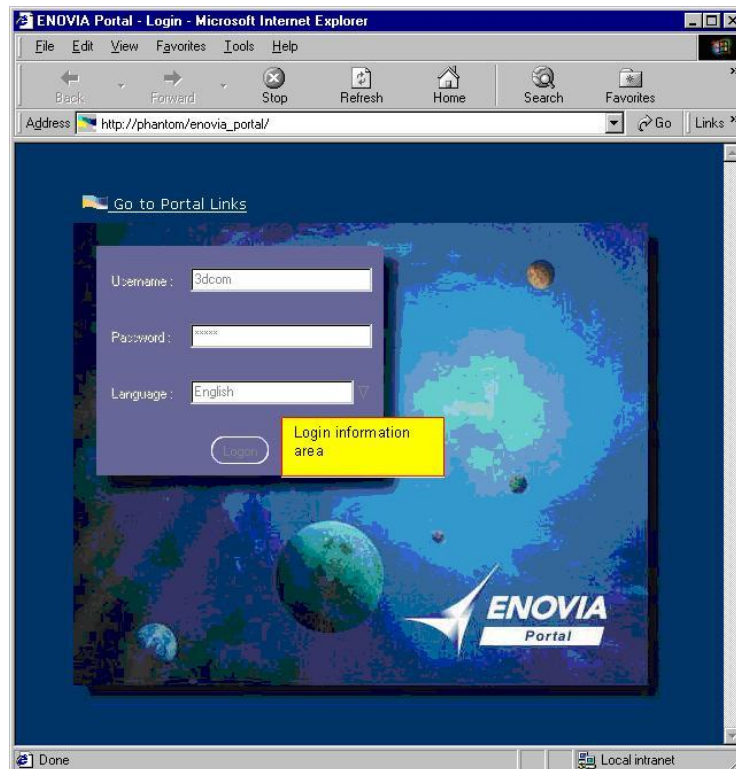 ENOVIA Portal - Login - Microsoft Internet Explorer
File Edit View Favorites Tools Help
Back Forward Stop Refresh Home Search Favorites »
Address http://phantom/enovia_portal/ Go Links »
Go to Portal Links
Username : 3dcom
Password : *****
Language : English
Logon
Login information
area
ENOVIA
Portal
Done Local intranet